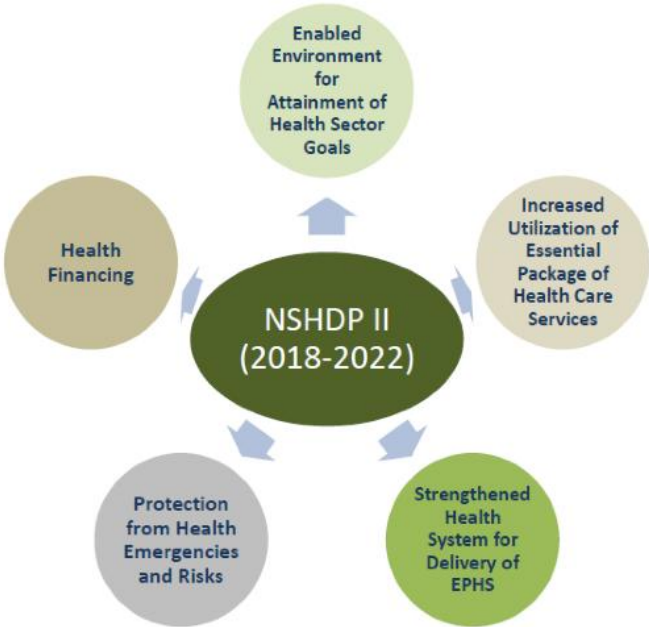 Enabled
Environment
for
Attainment of
Health Sector
Goals
Increased
Utilization of
Essential
Package of
Health Care
Services
Health
Financing
NSHDP II
(2018-2022)
Protection
from Health
Emergencies
and Risks
Strengthened
Health
System for
Delivery of
EPHS